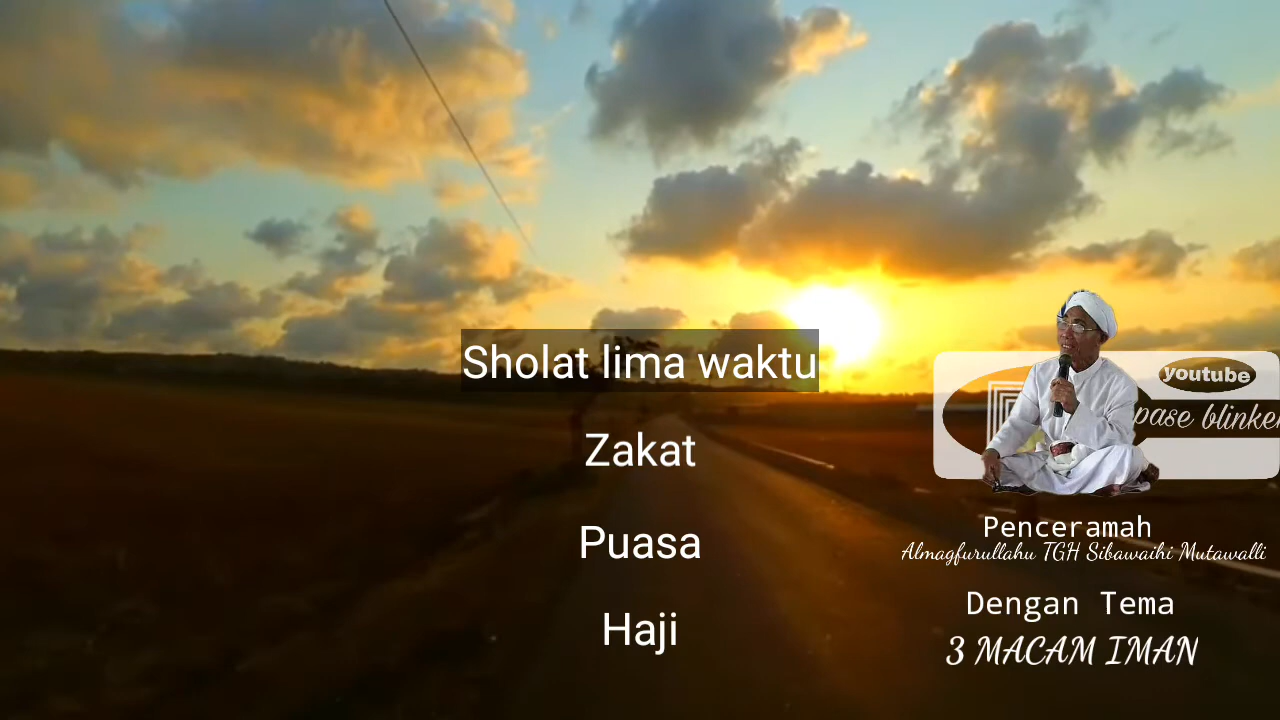 Sholat lima waktu
Zakat
Puasa
Haji
youtube
pase blinker
Penceramah
Almagfurullahu TGH Sibawaihi Mutawalli
Dengan Tema
3 MACAM IMAN